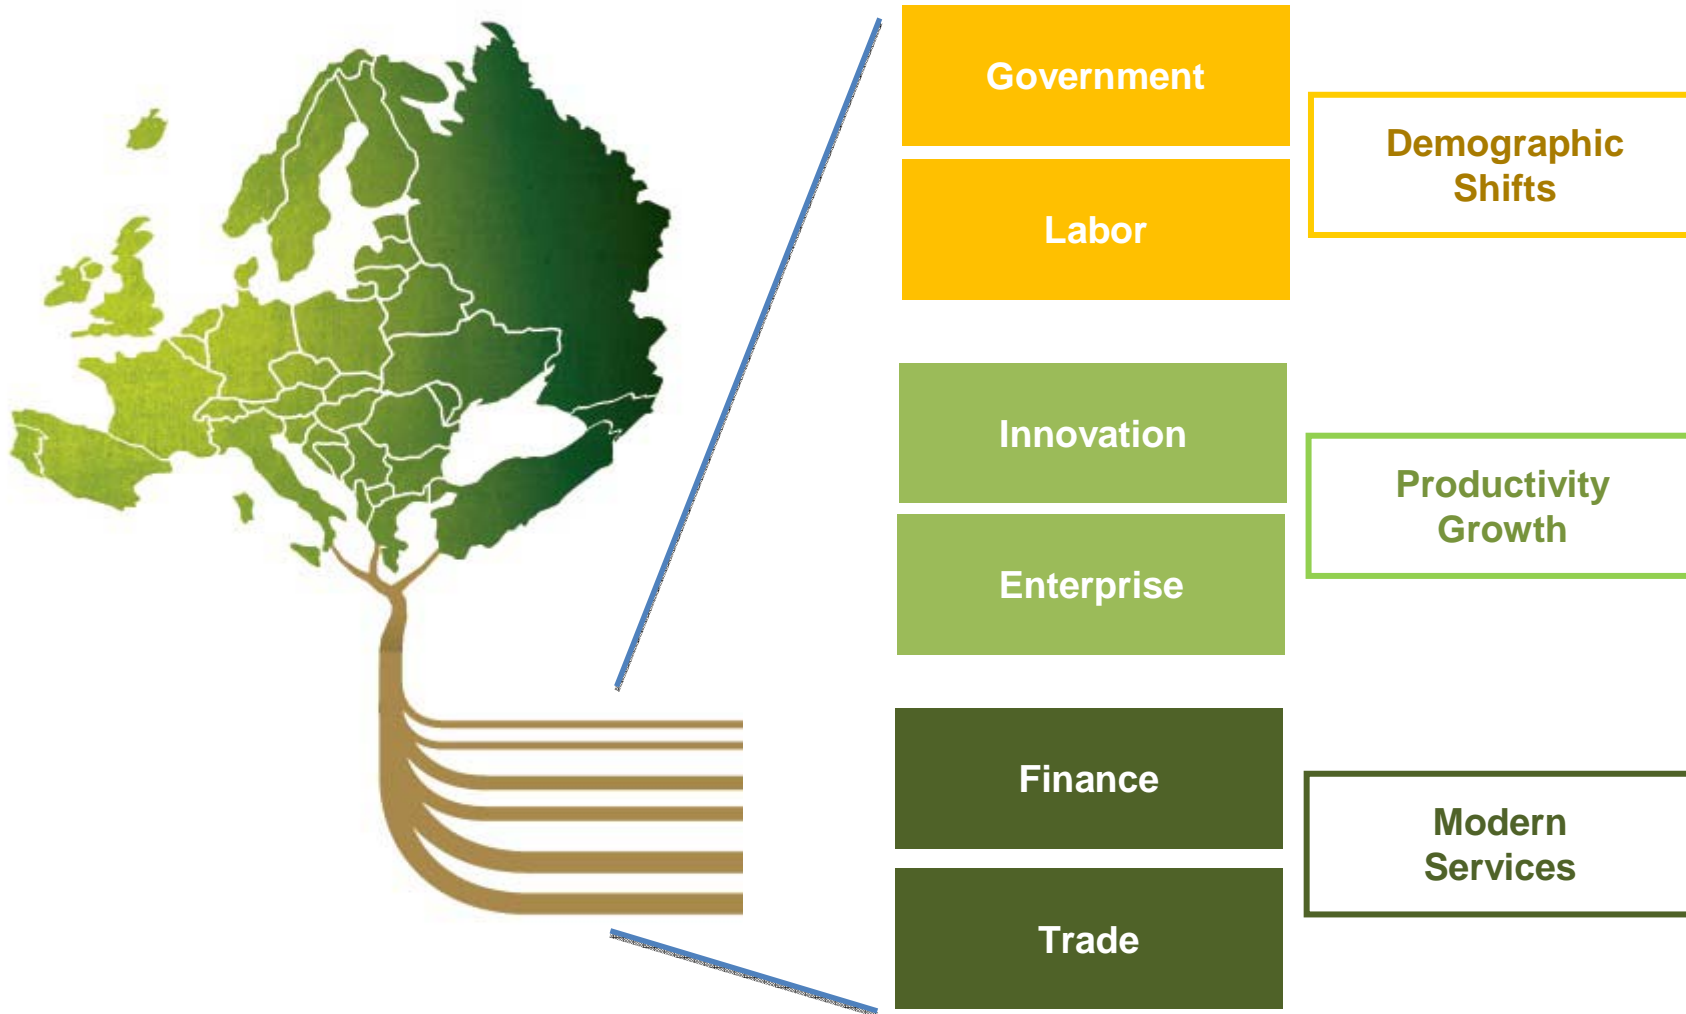 Government
Labor
Demographic
Shifts
Innovation
Enterprise
Productivity
Growth
Finance
Trade
Modern
Services